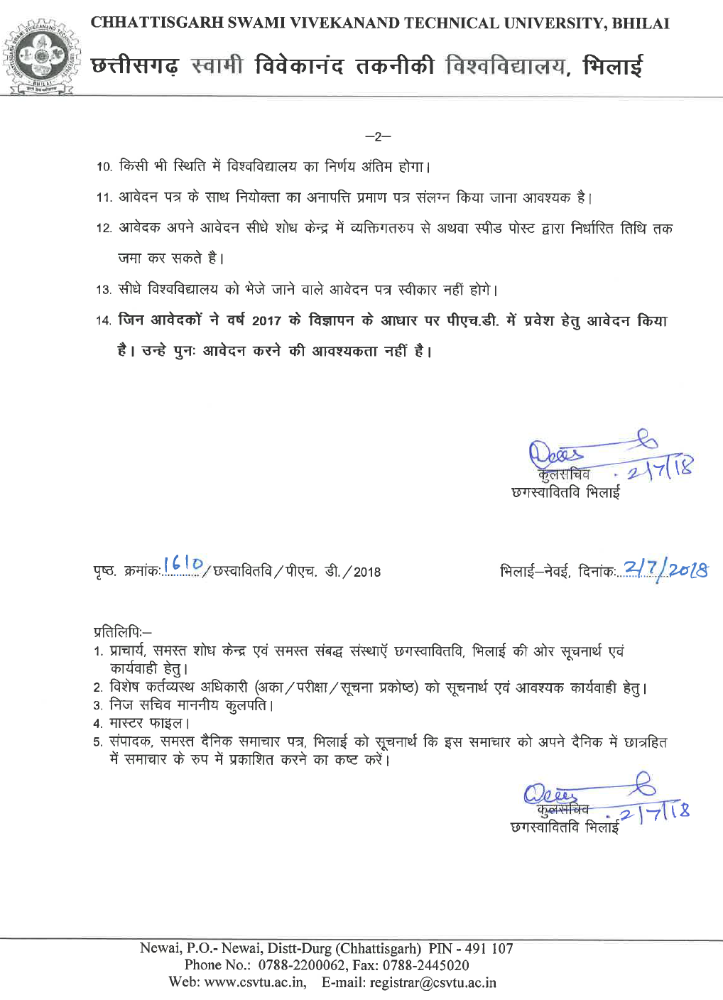 CHHATTISGARH SWAMI VIVEKANAND TECHNICAL UNIVERSITY, BHILAI
छत्तीसगढ़ स्वामी विवेकानंद तकनीकी विश्वविद्यालय, भिलाई
BHILAI
–2–
10. किसी भी स्थिति में विश्वविद्यालय का निर्णय अंतिम होगा।
11. आवेदन पत्र के साथ नियोक्ता का अनापत्ति प्रमाण पत्र संलग्न किया जाना आवश्यक है।
12. आवेदक अपने आवेदन सीधे शोध केन्द्र में व्यक्तिगतरुप से अथवा स्पीड पोस्ट द्वारा निर्धारित तिथि तक
जमा कर सकते है।
13. सीधे विश्वविद्यालय को भेजे जाने वाले आवेदन पत्र स्वीकार नहीं होगे।
14. जिन आवेदकों ने वर्ष 2017 के विज्ञापन के आधार पर पीएच.डी. में प्रवेश हेतु आवेदन किया
है। उन्हे पुनः आवेदन करने की आवश्यकता नहीं है।
2/7/18
कुलसचिव
छगस्वावितवि भिलाई
पृष्ठ. क्रमांक:1610/छस्वावितवि/पीएच. डी./2018 भिलाई–नेवई, दिनांक:2/7/2018
प्रतिलिपिः–
1. प्राचार्य, समस्त शोध केन्द्र एवं समस्त संबद्ध संस्थाऍ छगस्वावितवि, भिलाई की ओर सूचनार्थ एवं
कार्यवाही हेतु।
2. विशेष कर्तव्यस्थ अधिकारी (अका/परीक्षा/सूचना प्रकोष्ठ) को सूचनार्थ एवं आवश्यक कार्यवाही हेतु।
3. निज सचिव माननीय कुलपति।
4. मास्टर फाइल।
5. संपादक, समस्त दैनिक समाचार पत्र, भिलाई को सूचनार्थ कि इस समाचार को अपने दैनिक में छात्रहित
में समाचार के रुप में प्रकाशित करने का कष्ट करें।
2/7/18
कुलसचिव
छगस्वावितवि भिलाई
Newai, P.O.- Newai, Distt-Durg (Chhattisgarh) PIN - 491 107
Phone No.: 0788-2200062, Fax: 0788-2445020
Web: www.csvtu.ac.in, E-mail: registrar@csvtu.ac.in